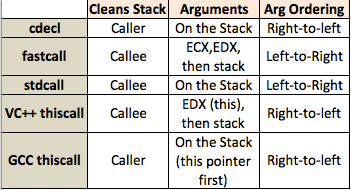 Cleans Stack Arguments Arg Ordering
cdecl Caller On the Stack Right-to-left
fastcall Callee ECX,EDX, then stack Left-to-Right
stdcall Callee On the Stack Left-to-Right
VC++ thiscall Callee EDX (this), then stack Right-to-left
GCC thiscall Caller On the Stack (this pointer first) Right-to-left